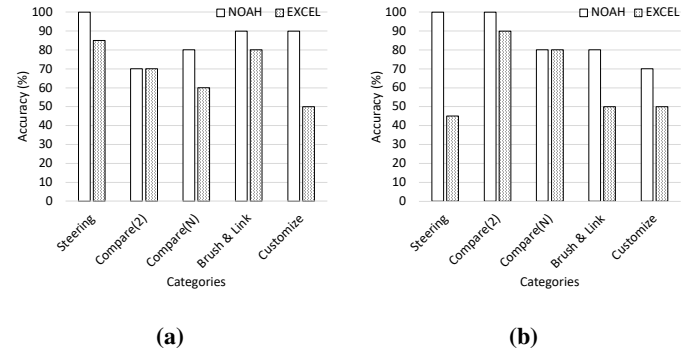 NOAH EXCEL
Accuracy (%)
100
90
80
70
60
50
40
30
20
10
0
Steering
Compare(2)
Compare(N)
Brush & Link
Customize
Categories
(a)
NOAH EXCEL
Accuracy (%)
100
90
80
70
60
50
40
30
20
10
0
Steering
Compare(2)
Compare(N)
Brush & Link
Customize
Categories
(b)